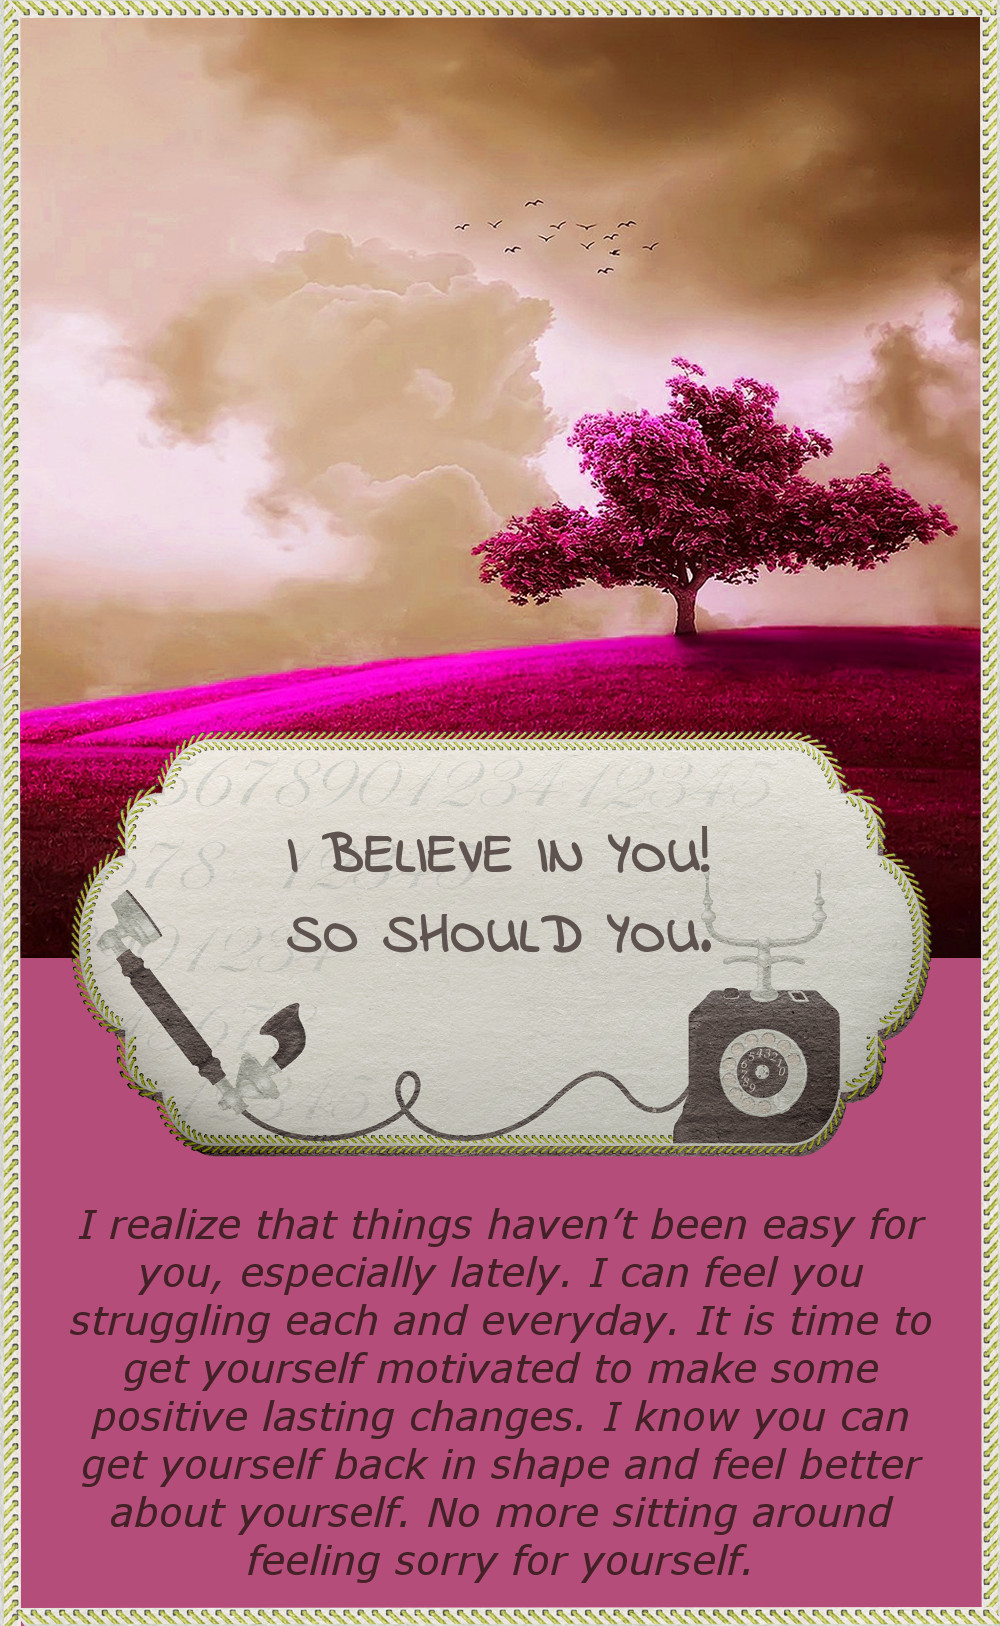 I BELIEVE IN YOU!
SO SHOULD YOU.
I realize that things haven’t been easy for
you, especially lately. I can feel you
struggling each and everyday. It is time to
get yourself motivated to make some
positive lasting changes. I know you can
get yourself back in shape and feel better
about yourself. No more sitting around
feeling sorry for yourself.